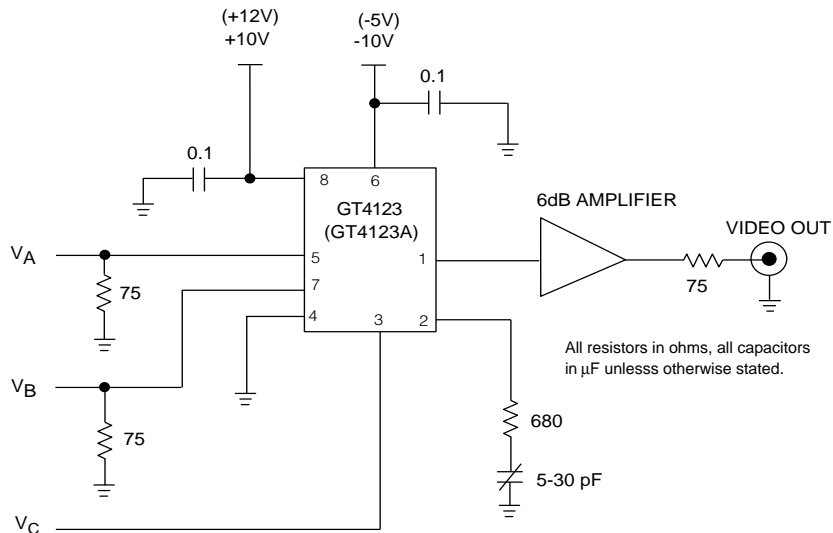 (+12V)
+10V
(-5V)
-10V
0.1
0.1
8
6
GT4123
(GT4123A)
6dB AMPLIFIER
VIDEO OUT
VA
5
1
75
75
7
4
3
2
All resistors in ohms, all capacitors
in μF unlesss otherwise stated.
VB
75
680
5-30 pF
VC